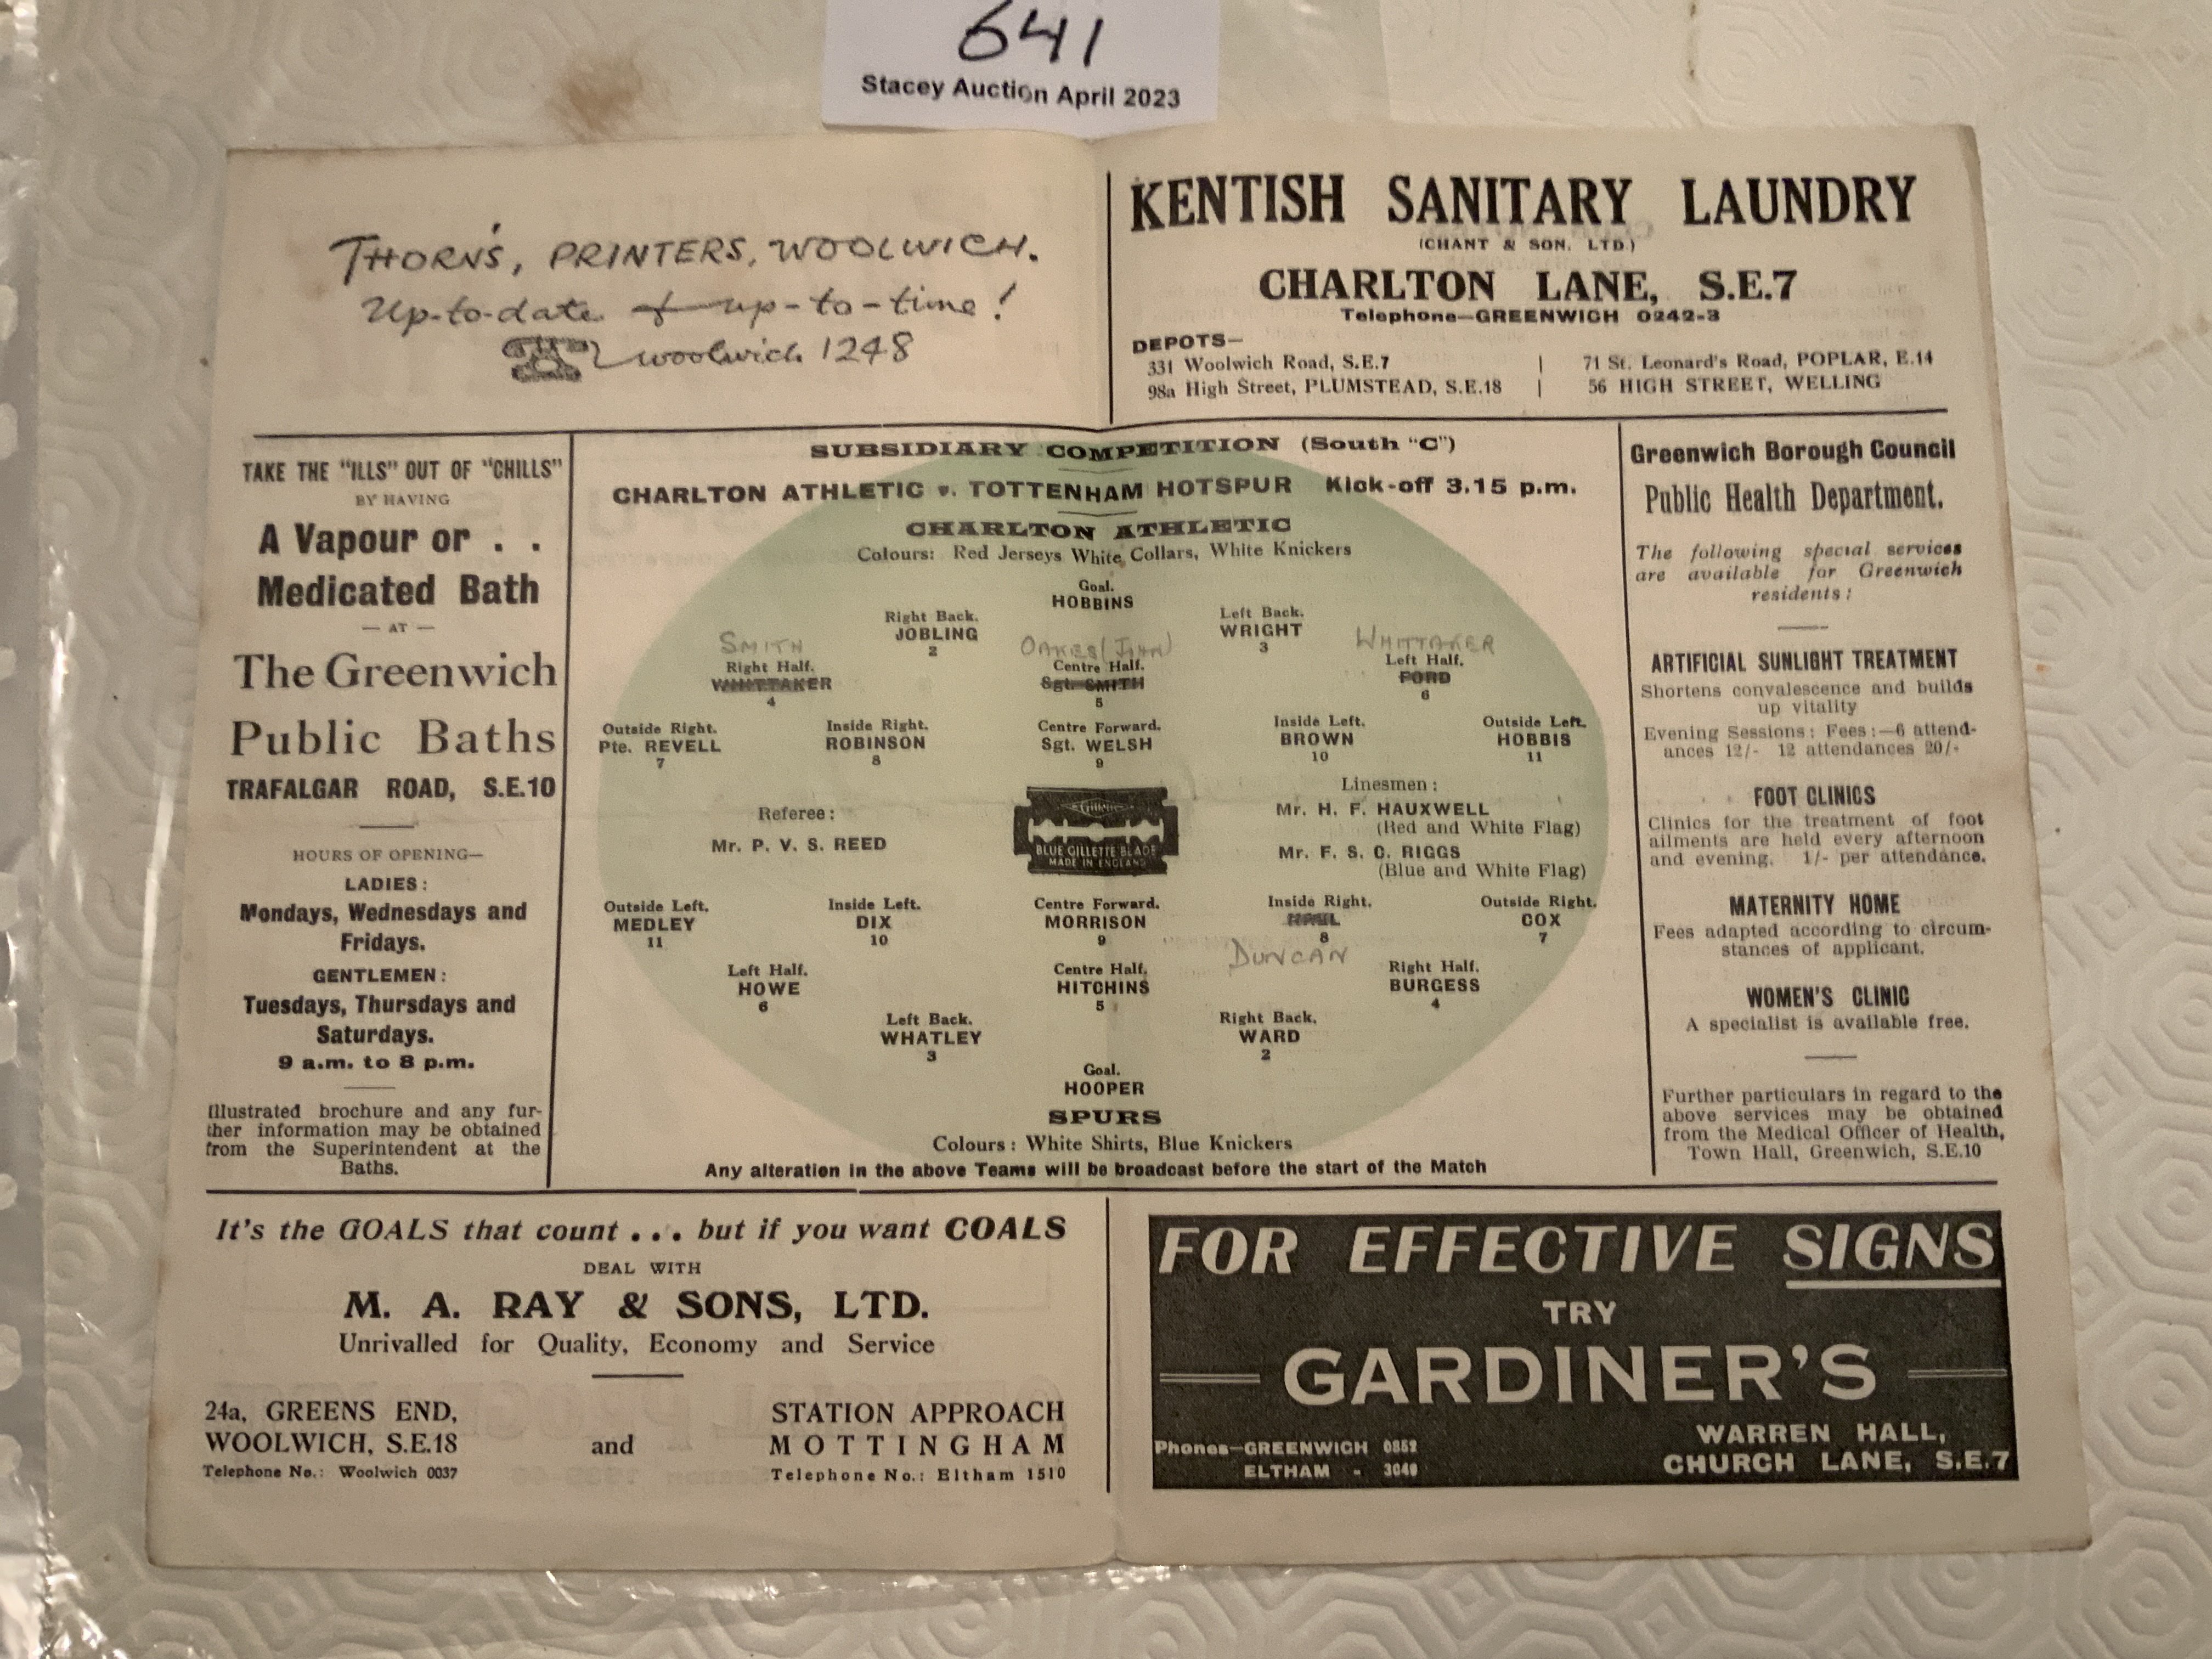 641
Stacey Auction April 2023
THORN'S, PRINTERS, WOOLWICH.
Up-to-date & up-to-time!
Woolwich 1248
KENTISH SANITARY LAUNDRY
(CHANT & SON. LTD.)
CHARLTON LANE, S.E.7
Telephone—GREENWICH 0242-3
DEPOTS—
331 Woolwich Road, S.E.7 | 71 St. Leonard's Road, POPLAR, E.14
98a High Street, PLUMSTEAD, S.E.18 | 56 HIGH STREET, WELLING
TAKE THE "ILLS" OUT OF "CHILLS"
BY HAVING
A Vapour or . .
Medicated Bath
— AT —
The Greenwich
Public Baths
TRAFALGAR ROAD, S.E.10
HOURS OF OPENING—
LADIES:
Mondays, Wednesdays and
Fridays.
GENTLEMEN:
Tuesdays, Thursdays and
Saturdays.
9 a.m. to 8 p.m.
Illustrated brochure and any fur-
ther information may be obtained
from the Superintendent at the
Baths.
SUBSIDIARY COMPETITION (South "C")
CHARLTON ATHLETIC v. TOTTENHAM HOTSPUR Kick-off 3.15 p.m.
CHARLTON ATHLETIC
Colours: Red Jerseys White Collars, White Knickers
Goal.
HOBBINS
Right Back. Left Back.
JOBLING WRIGHT
2 3
SMITH OAKES (JOHN) WHITTAKER
Right Half. Centre Half. Left Half.
WHITTAKER Sgt. SMITH FORD
4 5 6
Outside Right. Inside Right. Centre Forward. Inside Left. Outside Left.
Pte. REVELL ROBINSON Sgt. WELSH BROWN HOBBIS
7 8 9 10 11
Linesmen:
Referee: Mr. H. F. HAUXWELL
(Red and White Flag)
Mr. P. V. S. REED Mr. F. S. C. RIGGS
(Blue and White Flag)
Gillette
BLUE GILLETTE BLADE
MADE IN ENGLAND
Outside Left. Inside Left. Centre Forward. Inside Right. Outside Right.
MEDLEY DIX MORRISON COX
11 10 9 8 7
DUNCAN
Left Half. Centre Half. Right Half.
HOWE HITCHINS BURGESS
6 5 4
Left Back. Right Back.
WHATLEY WARD
3 2
Goal.
HOOPER
SPURS
Colours: White Shirts, Blue Knickers
Any alteration in the above Teams will be broadcast before the start of the Match
Greenwich Borough Council
Public Health Department.
The following special services
are available for Greenwich
residents:
ARTIFICIAL SUNLIGHT TREATMENT
Shortens convalescence and builds
up vitality
Evening Sessions: Fees:—6 attend-
ances 12/- 12 attendances 20/-
FOOT CLINICS
Clinics for the treatment of foot
ailments are held every afternoon
and evening. 1/- per attendance.
MATERNITY HOME
Fees adapted according to circum-
stances of applicant.
WOMEN'S CLINIC
A specialist is available free.
Further particulars in regard to the
above services may be obtained
from the Medical Officer of Health,
Town Hall, Greenwich, S.E.10
It's the GOALS that count . . . but if you want COALS
DEAL WITH
M. A. RAY & SONS, LTD.
Unrivalled for Quality, Economy and Service
24a, GREENS END, STATION APPROACH
WOOLWICH, S.E.18 and MOTTINGHAM
Telephone No.: Woolwich 0037 Telephone No.: Eltham 1510
FOR EFFECTIVE SIGNS
TRY
GARDINER'S
WARREN HALL,
Phones—GREENWICH 0852
CHURCH LANE, S.E.7
ELTHAM - 3040